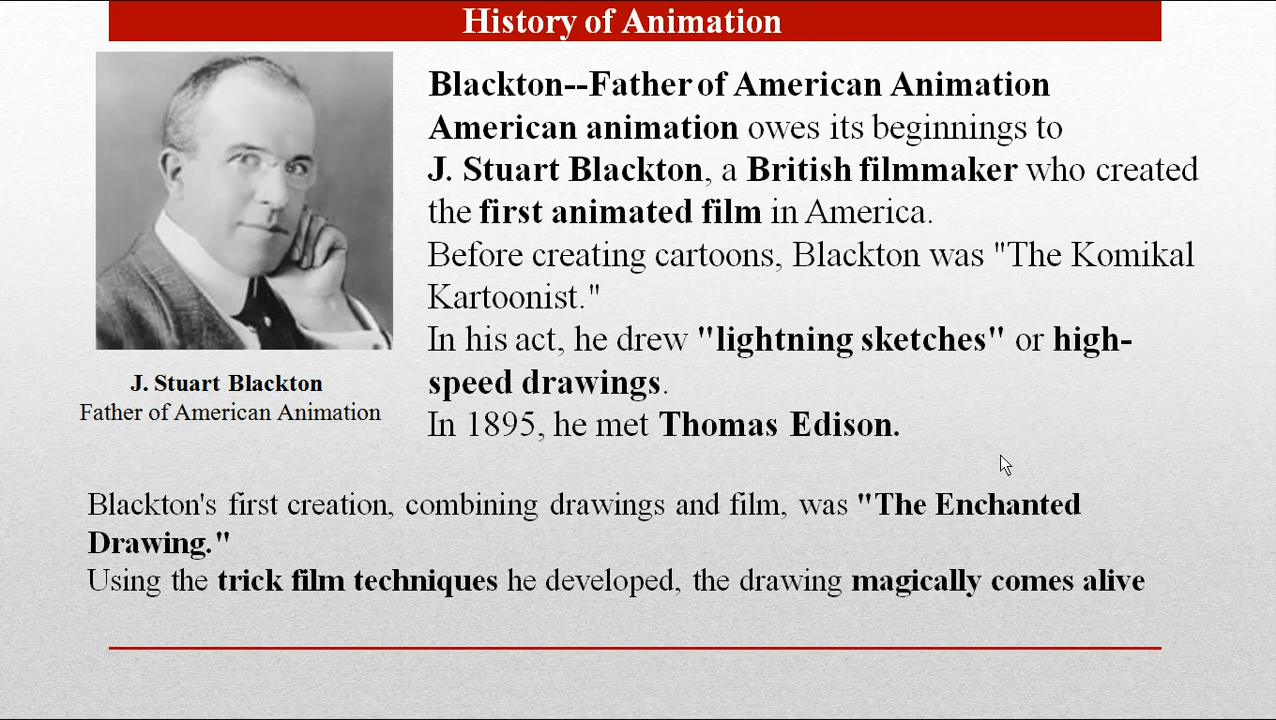 History of Animation
Blackton--Father of American Animation
American animation owes its beginnings to
J. Stuart Blackton, a British filmmaker who created
the first animated film in America.
Before creating cartoons, Blackton was "The Komikal
Kartoonist."
In his act, he drew "lightning sketches" or high-
speed drawings.
In 1895, he met Thomas Edison.
J. Stuart Blackton
Father of American Animation
Blackton's first creation, combining drawings and film, was "The Enchanted
Drawing."
Using the trick film techniques he developed, the drawing magically comes alive